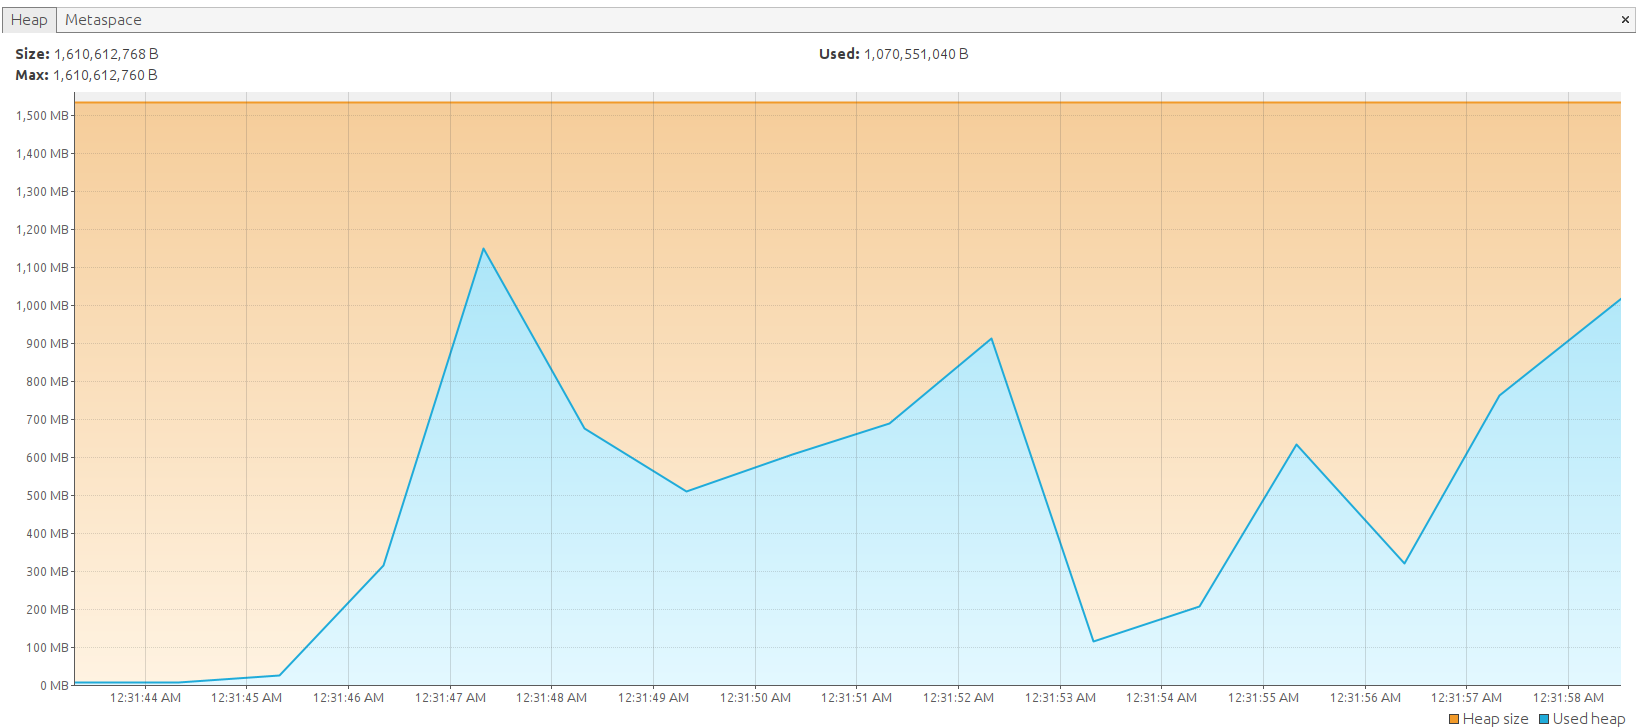 Heap Metaspace ×
Size: 1,610,612,768 B Used: 1,070,551,040 B
Max: 1,610,612,760 B
1,500 MB
1,400 MB
1,300 MB
1,200 MB
1,100 MB
1,000 MB
900 MB
800 MB
700 MB
600 MB
500 MB
400 MB
300 MB
200 MB
100 MB
0 MB
12:31:44 AM 12:31:45 AM 12:31:46 AM 12:31:47 AM 12:31:48 AM 12:31:49 AM 12:31:50 AM 12:31:51 AM 12:31:52 AM 12:31:53 AM 12:31:54 AM 12:31:55 AM 12:31:56 AM 12:31:57 AM 12:31:58 AM
Heap size Used heap